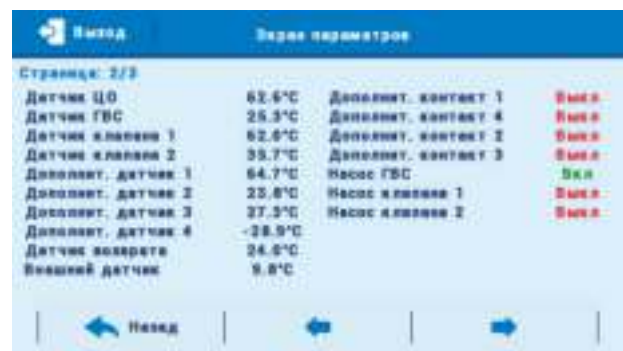 Выход
Экран параметров
Страница: 2/3
Датчик ЦО 62.6°C Дополнит. контакт 1 Выкл
Датчик ГВС 25.3°C Дополнит. контакт 4 Выкл
Датчик клапана 1 62.0°C Дополнит. контакт 2 Выкл
Датчик клапана 2 35.7°C Дополнит. контакт 3 Выкл
Дополнит. датчик 1 64.7°C Насос ГВС Вкл
Дополнит. датчик 2 23.8°C Насос клапана 1 Выкл
Дополнит. датчик 3 27.3°C Насос клапана 2 Выкл
Дополнит. датчик 4 -28.9°C
Датчик возврата 24.0°C
Внешний датчик 9.8°C
Назад